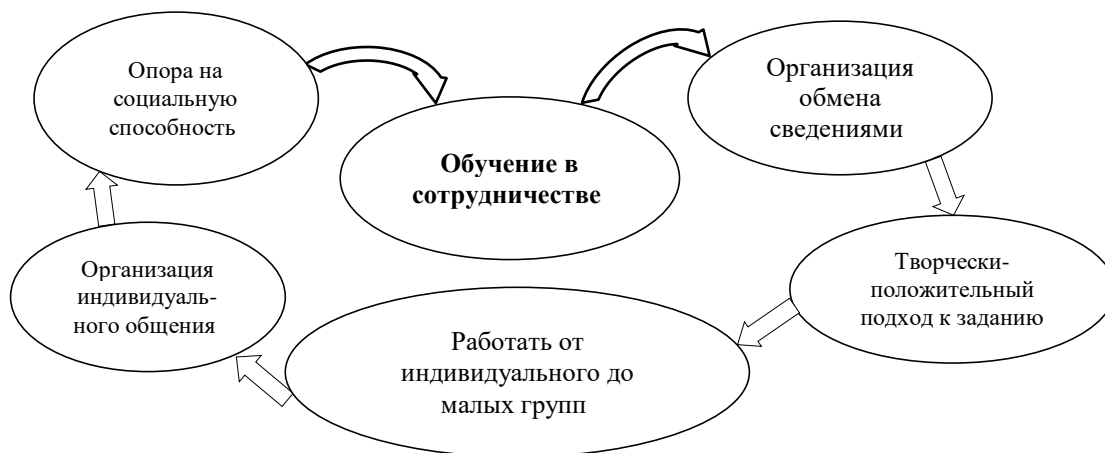 Опора на
социальную
способность
Обучение в
сотрудничестве
Организация
обмена
сведениями
Творчески-
положительный
подход к заданию
Работать от
индивидуального до
малых групп
Организация
индивидуаль-
ного общения